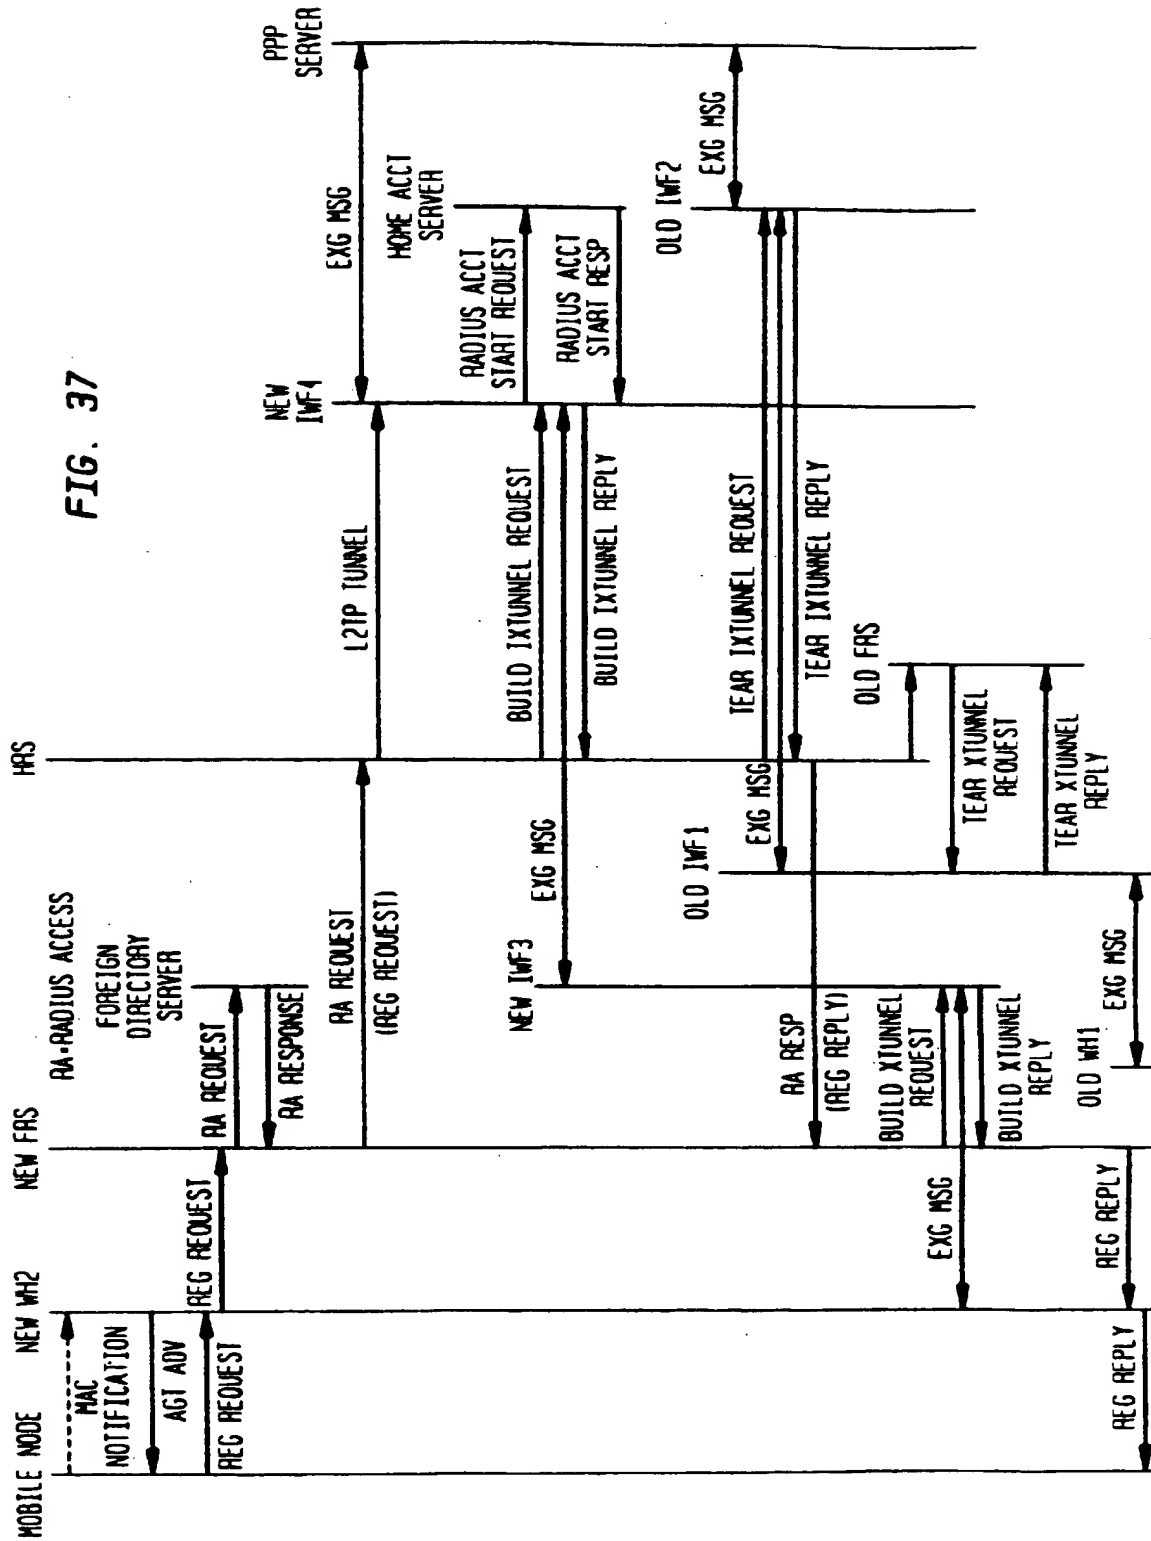 FIG. 37
MOBILE NODE
NEW WH2
NEW FRS
HRS
RA=RADIUS ACCESS
MAC
NOTIFICATION
AGT ADV
REG REQUEST
REG REQUEST
FOREIGN
DIRECTORY
SERVER
RA REQUEST
RA RESPONSE
RA REQUEST
(REG REQUEST)
L2TP TUNNEL
NEW
IWF4
PPP
SERVER
EXG MSG
HOME ACCT
SERVER
RADIUS ACCT
START REQUEST
RADIUS ACCT
START RESP
BUILD IXTUNNEL REQUEST
EXG MSG
BUILD IXTUNNEL REPLY
NEW IWF3
OLD IWF2
EXG MSG
OLD IWF1
TEAR IXTUNNEL REQUEST
EXG MSG
TEAR IXTUNNEL REPLY
RA RESP
(REG REPLY)
OLD FRS
BUILD XTUNNEL
REQUEST
EXG MSG
BUILD XTUNNEL
REPLY
TEAR XTUNNEL
REQUEST
TEAR XTUNNEL
REPLY
OLD WH1
EXG MSG
REG REPLY
REG REPLY